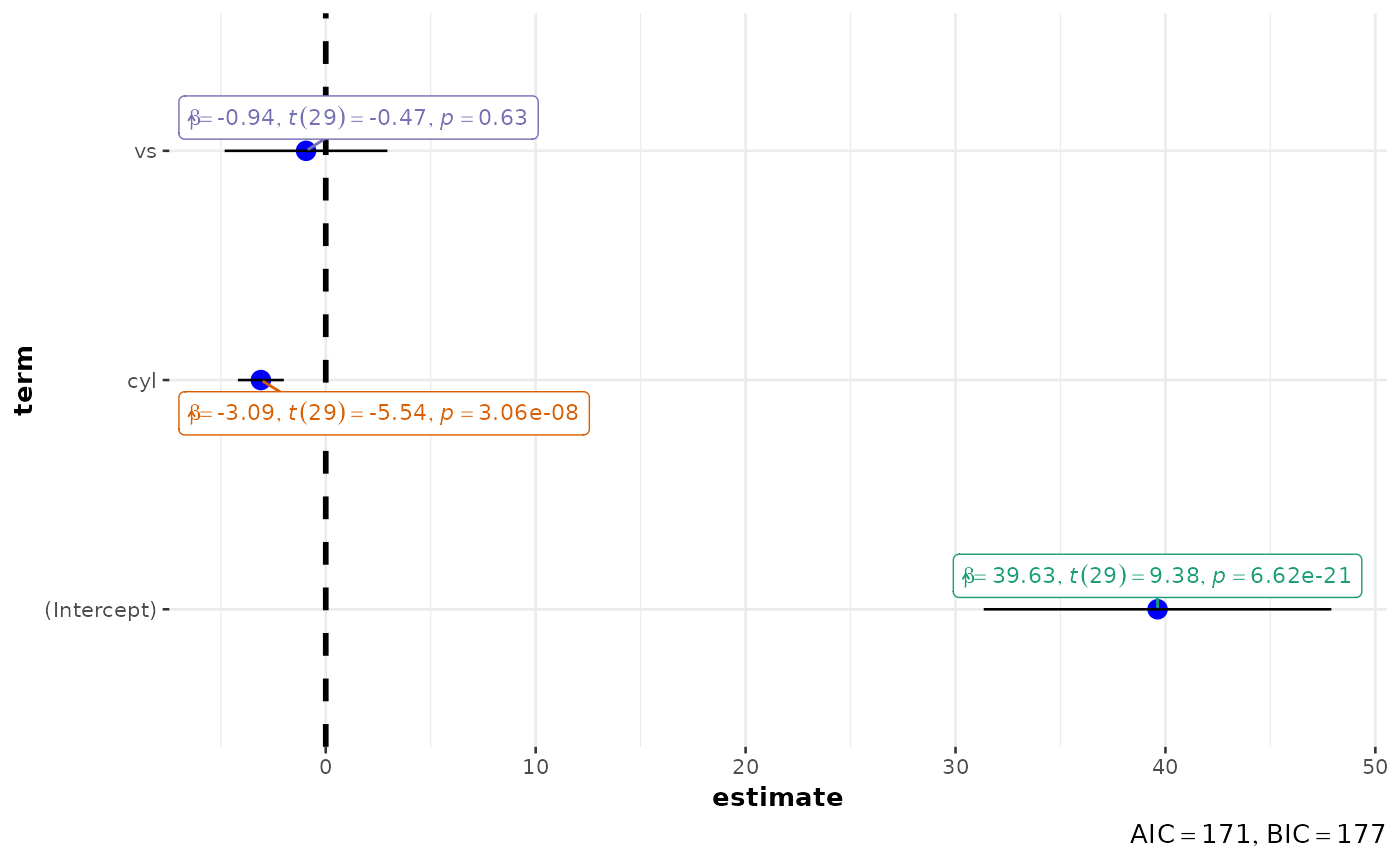 β̂ = -0.94, t(29) = -0.47, p = 0.63
vs
term
cyl
β̂ = -3.09, t(29) = -5.54, p = 3.06e-08
β̂ = 39.63, t(29) = 9.38, p = 6.62e-21
(Intercept)
0 10 20 30 40 50
estimate
AIC = 171, BIC = 177